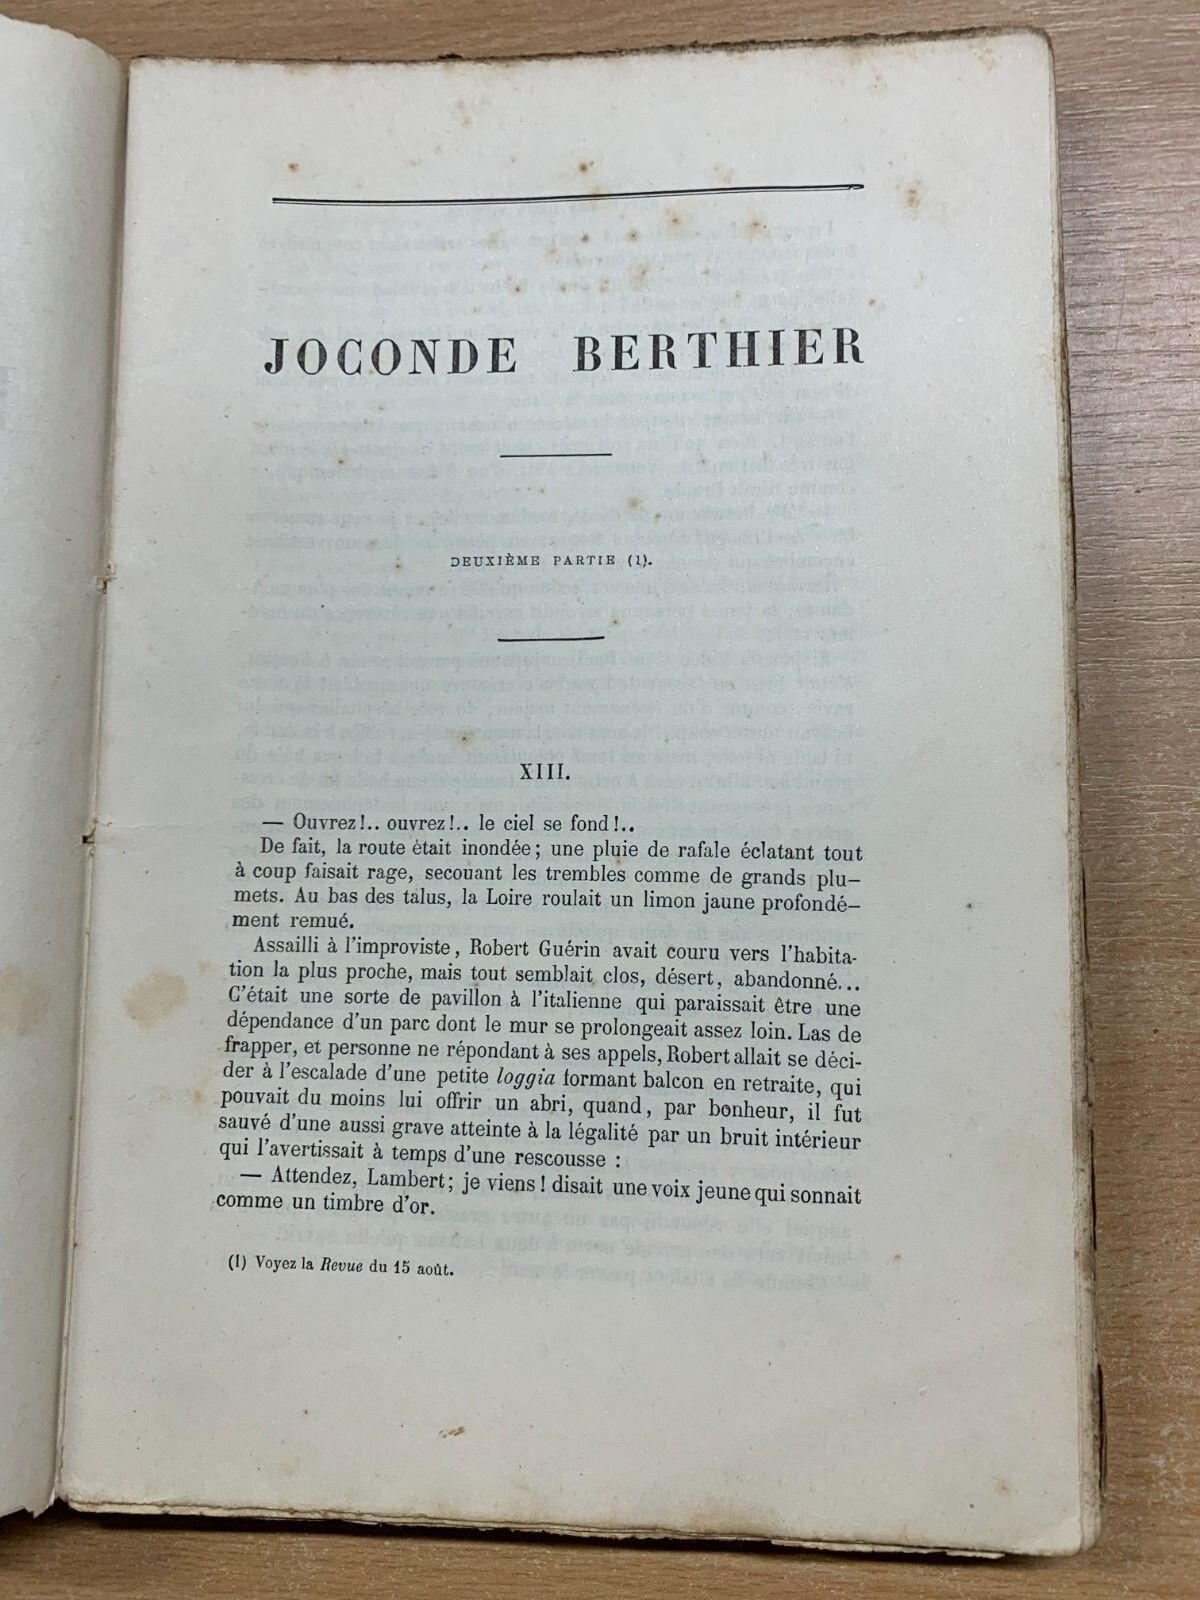 JOCONDE BERTHIER
DEUXIÈME PARTIE (1).
XIII.
— Ouvrez!.. ouvrez!.. le ciel se fond!..
De fait, la route était inondée; une pluie de rafale éclatant tout
à coup faisait rage, secouant les trembles comme de grands plu-
mets. Au bas des talus, la Loire roulait un limon jaune profondé-
ment remué.
Assailli à l'improviste, Robert Guérin avait couru vers l'habita-
tion la plus proche, mais tout semblait clos, désert, abandonné...
C'était une sorte de pavillon à l'italienne qui paraissait être une
dépendance d'un parc dont le mur se prolongeait assez loin. Las de
frapper, et personne ne répondant à ses appels, Robert allait se déci-
der à l'escalade d'une petite loggia formant balcon en retraite, qui
pouvait du moins lui offrir un abri, quand, par bonheur, il fut
sauvé d'une aussi grave atteinte à la légalité par un bruit intérieur
qui l'avertissait à temps d'une rescousse :
— Attendez, Lambert; je viens! disait une voix jeune qui sonnait
comme un timbre d'or.
(1) Voyez la Revue du 15 août.